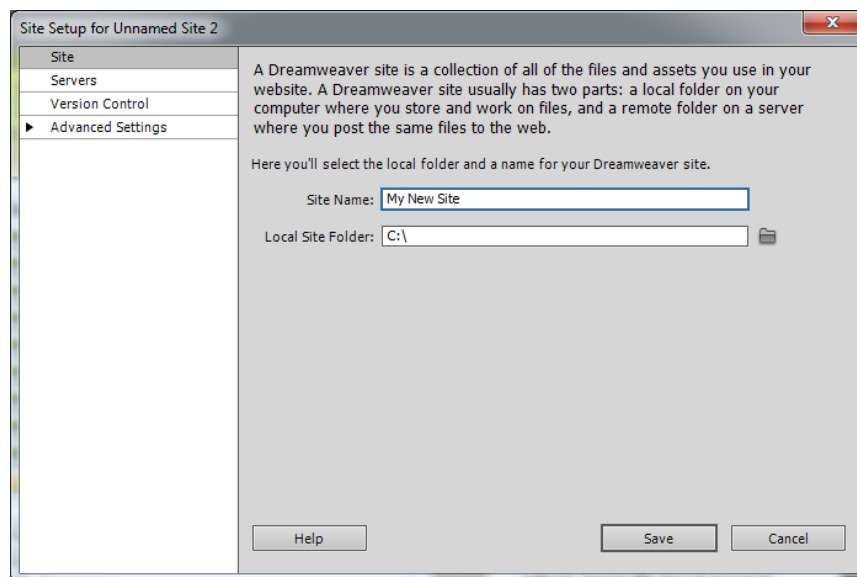 Site Setup for Unnamed Site 2
Site
Servers
Version Control
Advanced Settings
A Dreamweaver site is a collection of all of the files and assets you use in your
website. A Dreamweaver site usually has two parts: a local folder on your
computer where you store and work on files, and a remote folder on a server
where you post the same files to the web.
Here you'll select the local folder and a name for your Dreamweaver site.
Site Name: My New Site
Local Site Folder: C:\
Help Save Cancel